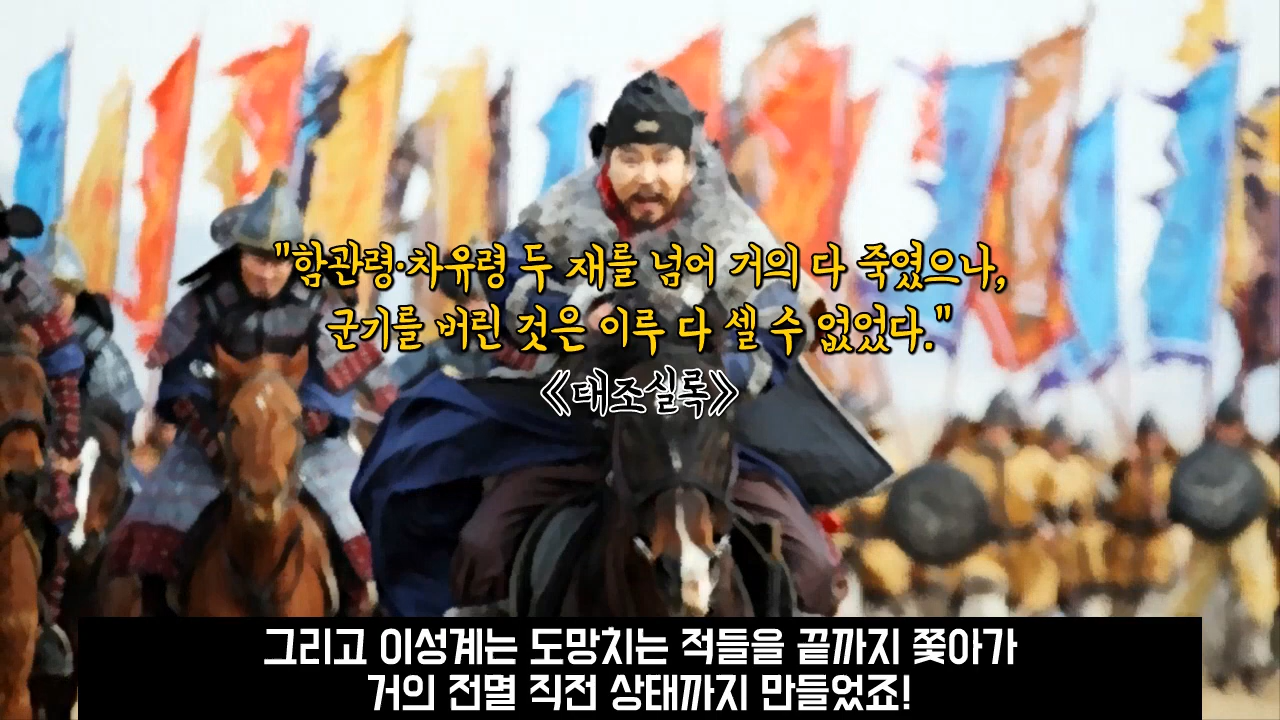 "함관령·차유령 두 재를 넘어 거의 다 죽였으나,
군기를 버린 것은 이루 다 셀 수 없었다."
《태조실록》
그리고 이성계는 도망치는 적들을 끝까지 쫓아가
거의 전멸 직전 상태까지 만들었죠!